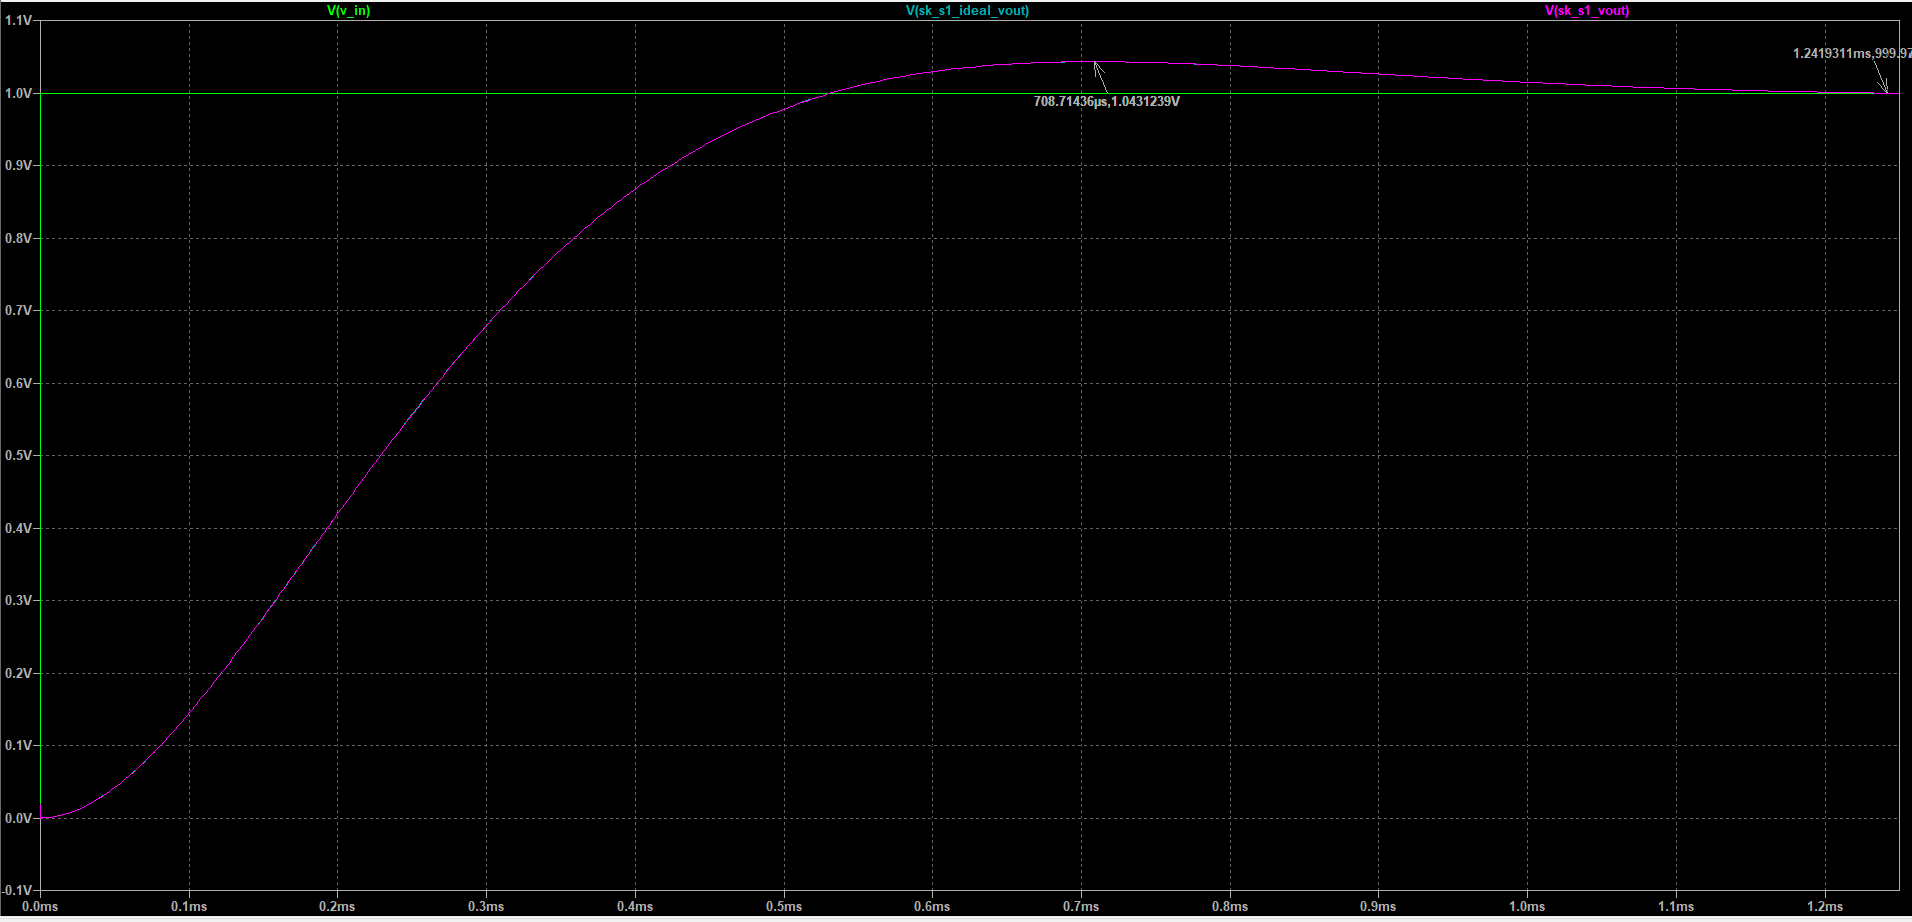 V(v_in) V(sk_s1_ideal_vout) V(sk_s1_vout)
1.1V
1.2419311ms,999.97
1.0V
708.71436µs,1.0431239V
0.9V
0.8V
0.7V
0.6V
0.5V
0.4V
0.3V
0.2V
0.1V
0.0V
-0.1V
0.0ms 0.1ms 0.2ms 0.3ms 0.4ms 0.5ms 0.6ms 0.7ms 0.8ms 0.9ms 1.0ms 1.1ms 1.2ms